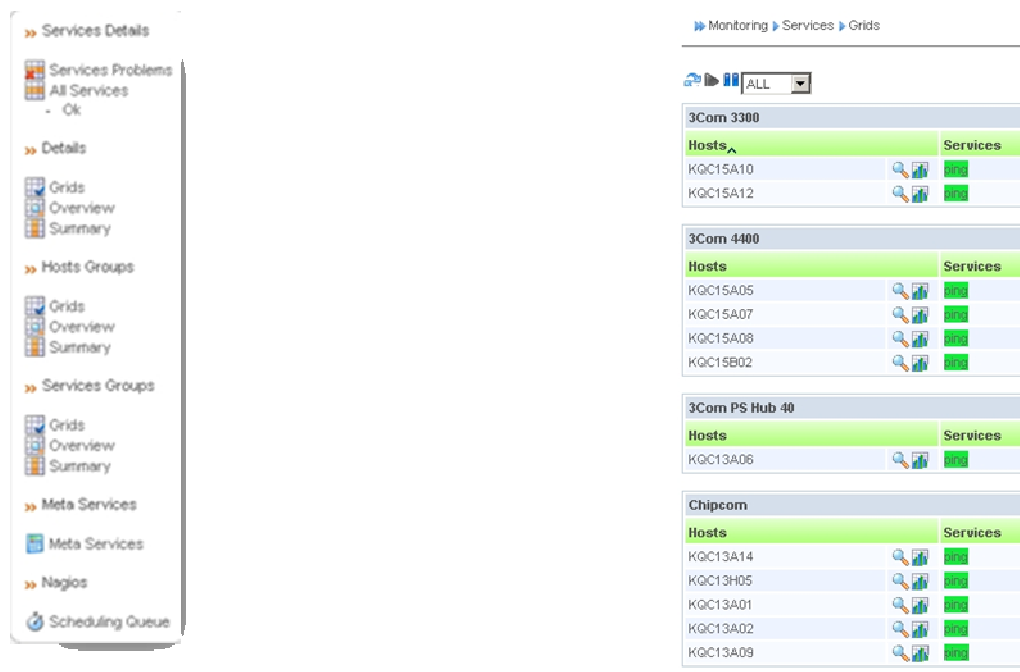 Services Details
Services Problems
All Services
- Ok
Details
Grids
Overview
Summary
Hosts Groups
Grids
Overview
Summary
Services Groups
Grids
Overview
Summary
Meta Services
Meta Services
Nagios
Scheduling Queue
Monitoring Services Grids
ALL
3Com 3300
Hosts Services
KQC15A10 ping
KQC15A12 ping
3Com 4400
Hosts Services
KQC15A05 ping
KQC15A07 ping
KQC15A08 ping
KQC15B02 ping
3Com PS Hub 40
Hosts Services
KQC13A06 ping
Chipcom
Hosts Services
KQC13A14 ping
KQC13H05 ping
KQC13A01 ping
KQC13A02 ping
KQC13A09 ping